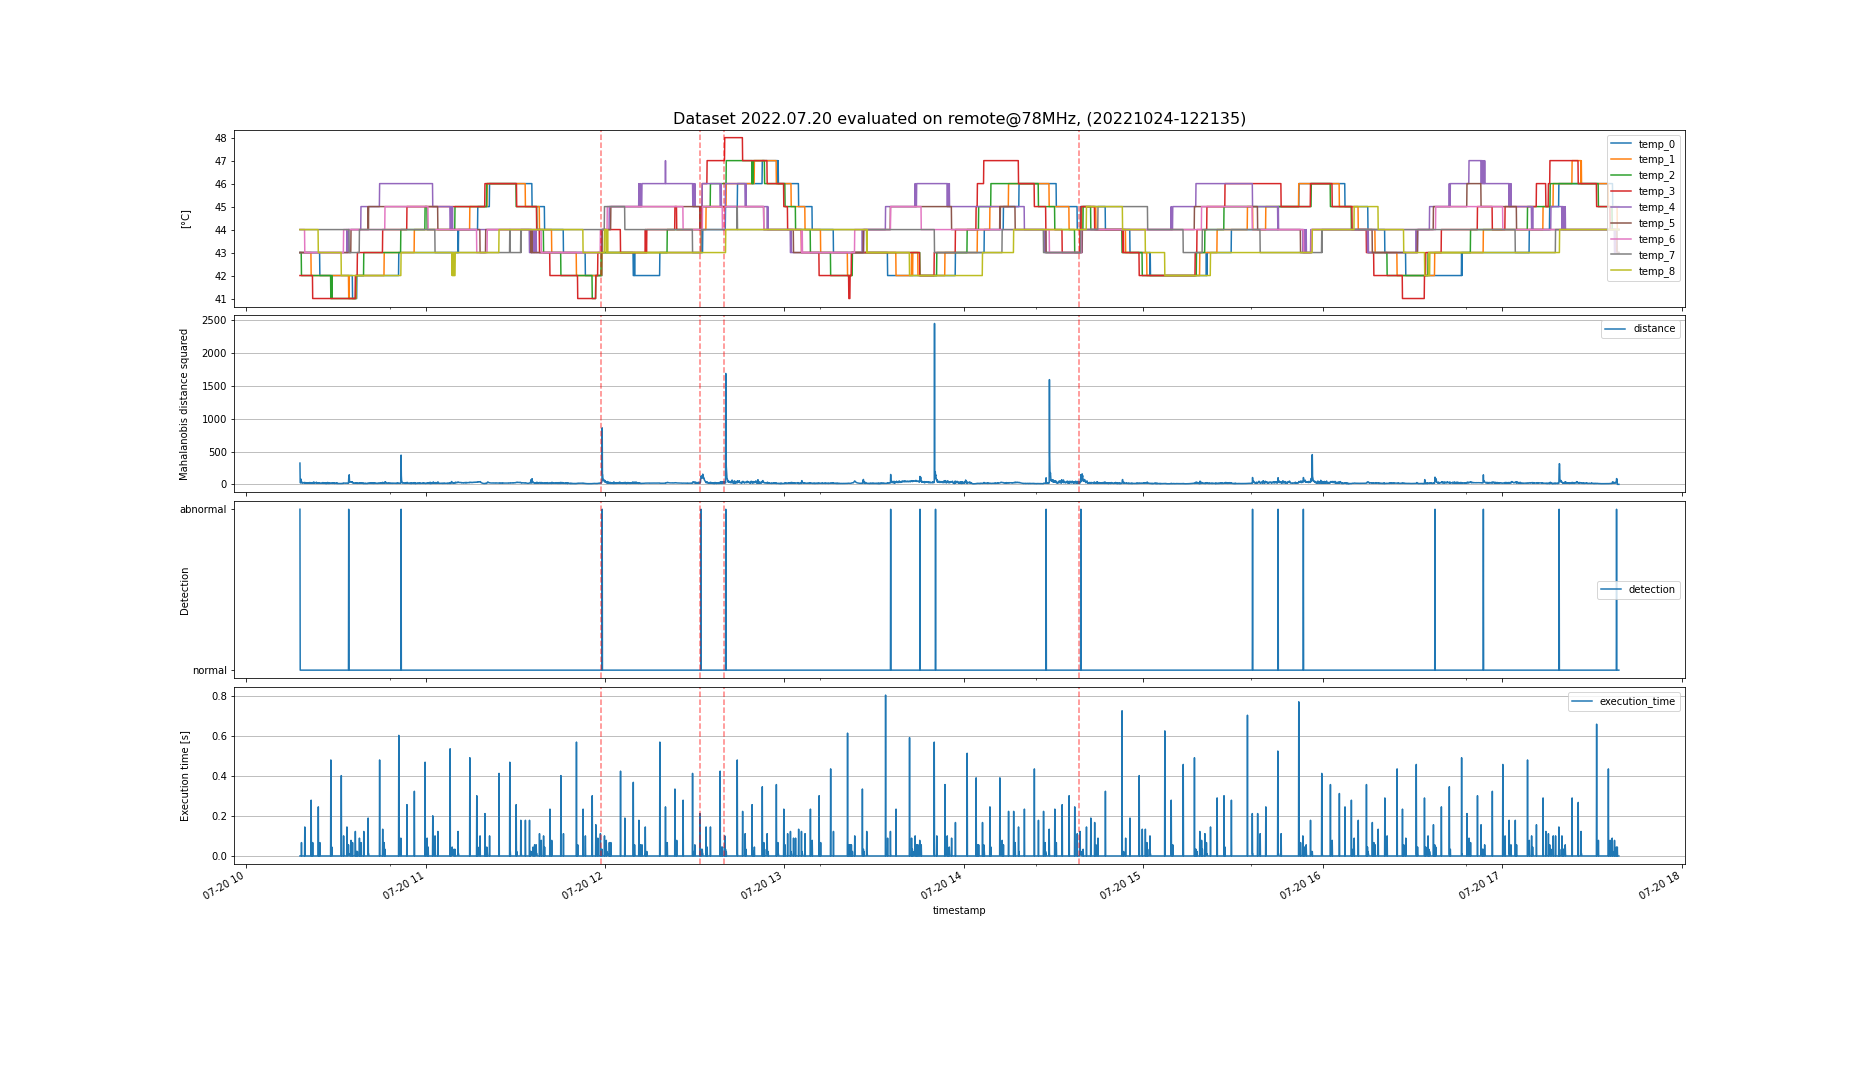 Dataset 2022.07.20 evaluated on remote@78MHz, (20221024-122135)
[°C]
48
47
46
45
44
43
42
41
temp_0
temp_1
temp_2
temp_3
temp_4
temp_5
temp_6
temp_7
temp_8
Mahalanobis distance squared
2500
2000
1500
1000
500
0
distance
Detection
abnormal
normal
detection
Execution time [s]
0.8
0.6
0.4
0.2
0.0
execution_time
07-20 10
07-20 11
07-20 12
07-20 13
07-20 14
07-20 15
07-20 16
07-20 17
07-20 18
timestamp